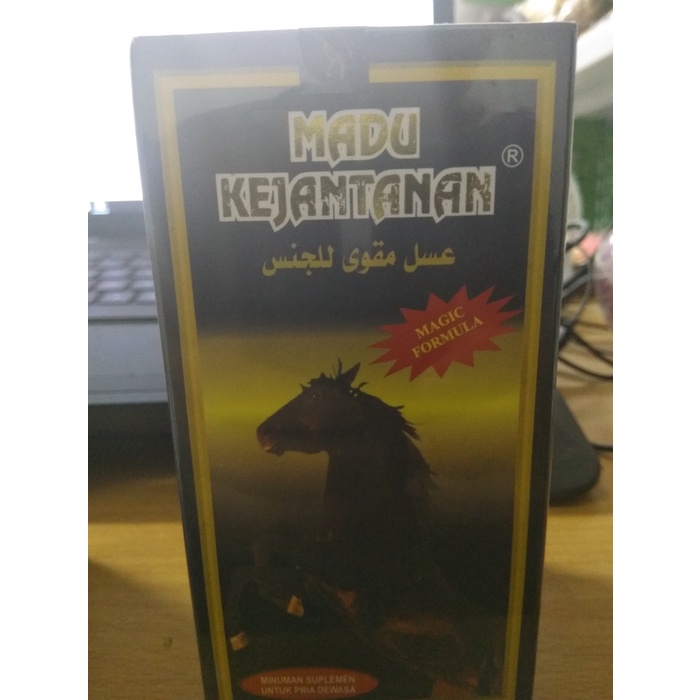 MADU
KEJANTANAN ®
عسل مقوى للجنس
MAGIC
FORMULA
MINUMAN SUPLEMEN
UNTUK PRIA DEWASA